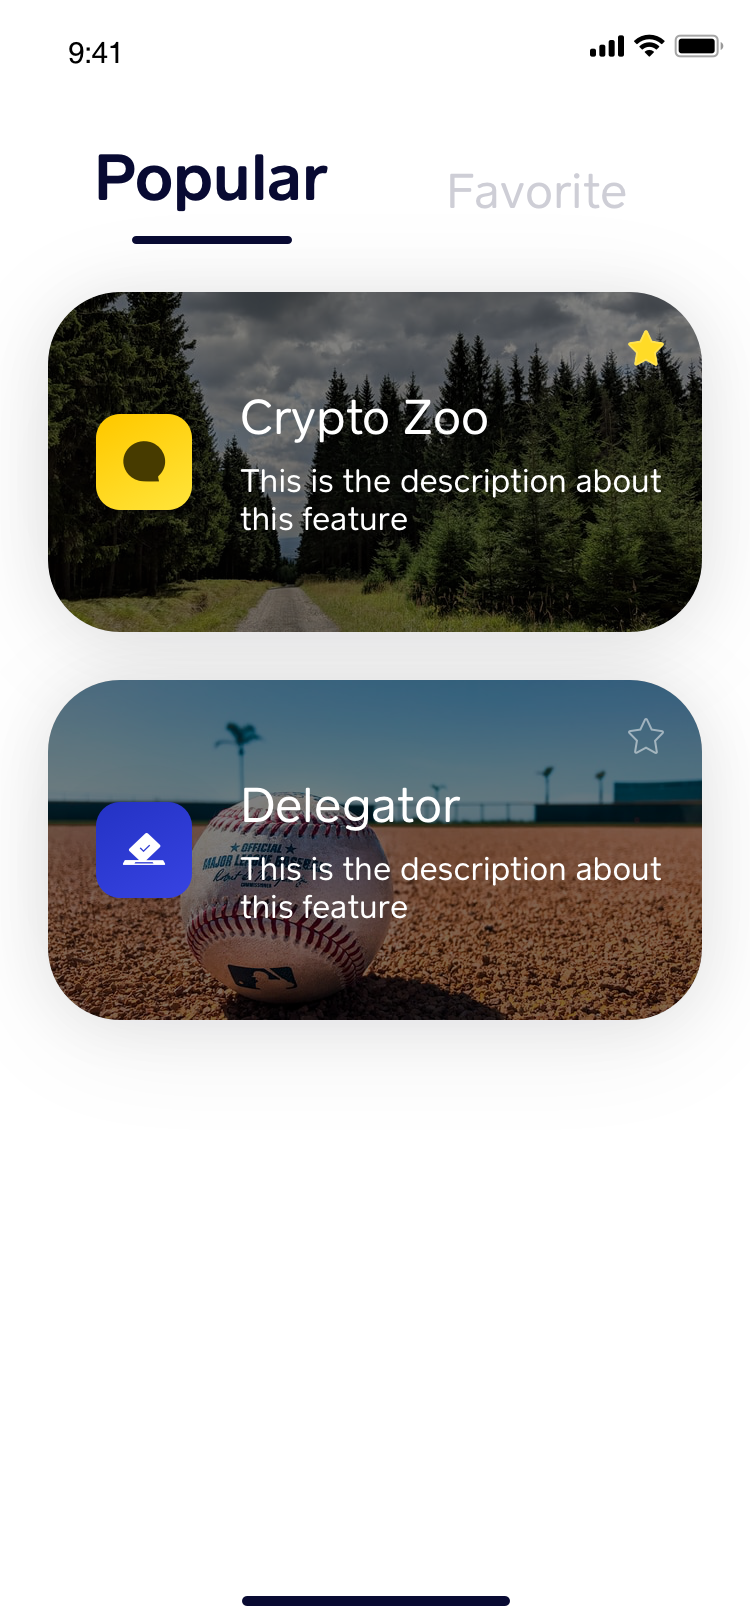 9:41
Popular
Favorite
Crypto Zoo
This is the description about
this feature
Delegator
OFFICIAL
This is the description about
this feature